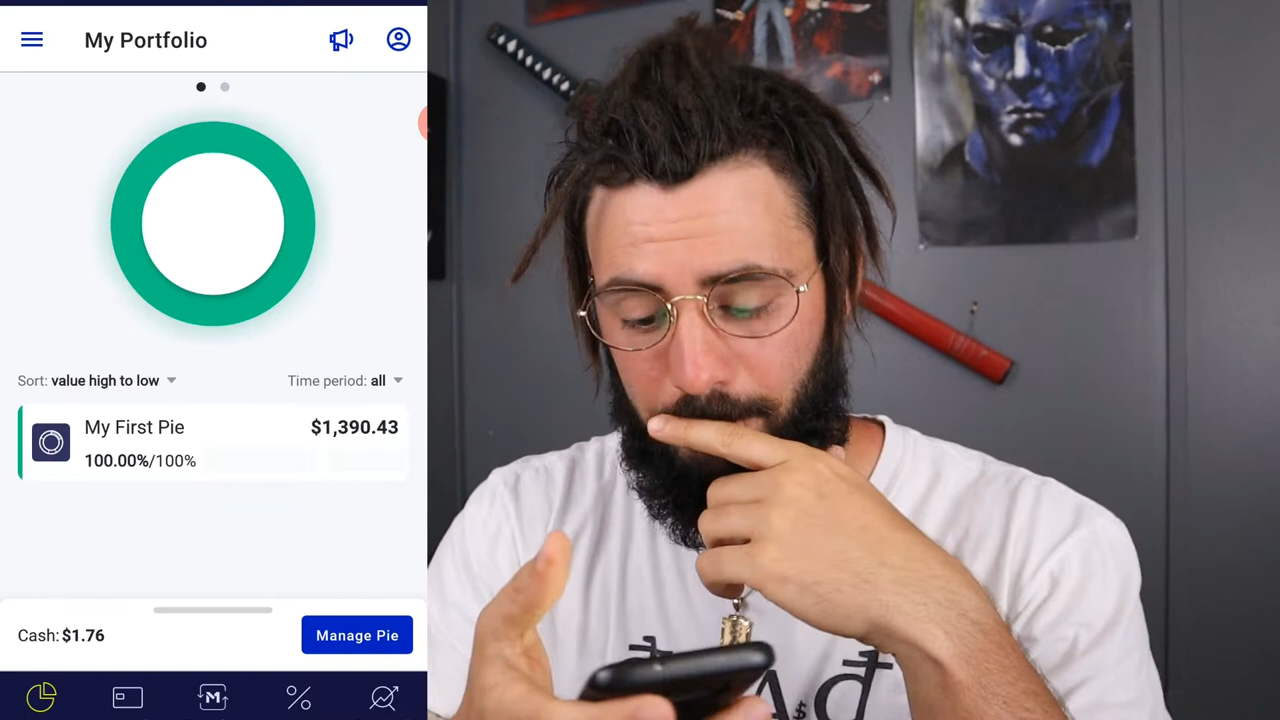 My Portfolio
Sort: value high to low
Time period: all
My First Pie
$1,390.43
100.00%/100%
Cash: $1.76
Manage Pie
M
%